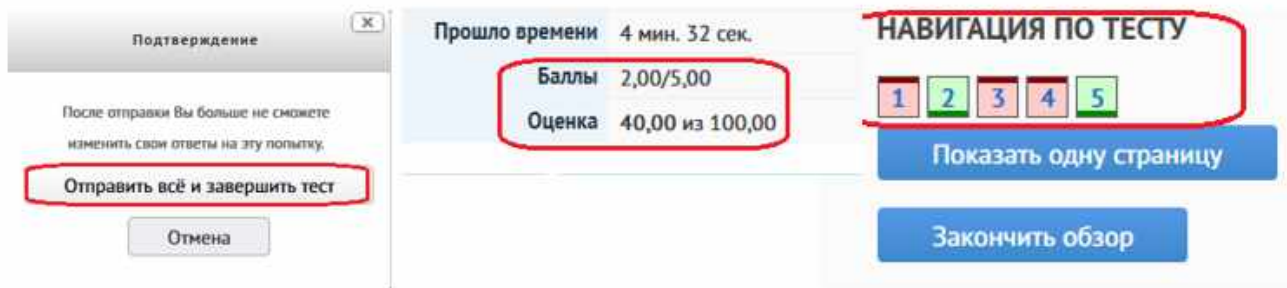 Подтверждение
После отправки Вы больше не сможете
изменить свои ответы на эту попытку.
Отправить всё и завершить тест
Отмена
Прошло времени 4 мин. 32 сек.
Баллы 2,00/5,00
Оценка 40,00 из 100,00
НАВИГАЦИЯ ПО ТЕСТУ
1 2 3 4 5
Показать одну страницу
Закончить обзор